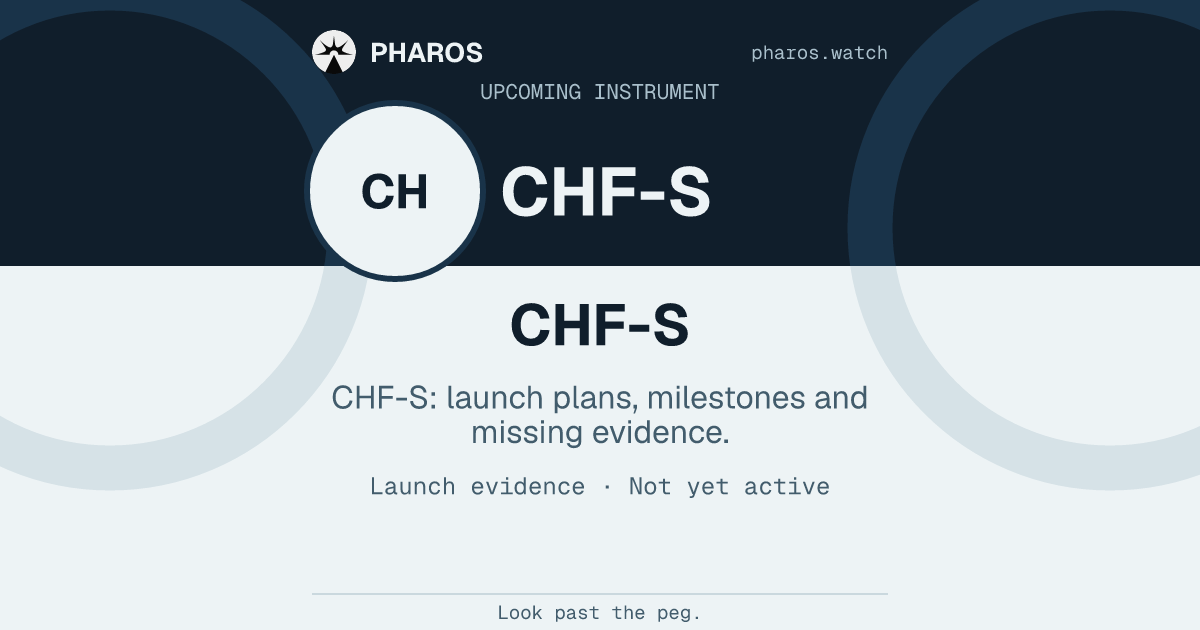 PHAROS
pharos.watch
UPCOMING INSTRUMENT
CH
CHF-S
CHF-S
CHF-S: launch plans, milestones and
missing evidence.
Launch evidence · Not yet active
Look past the peg.